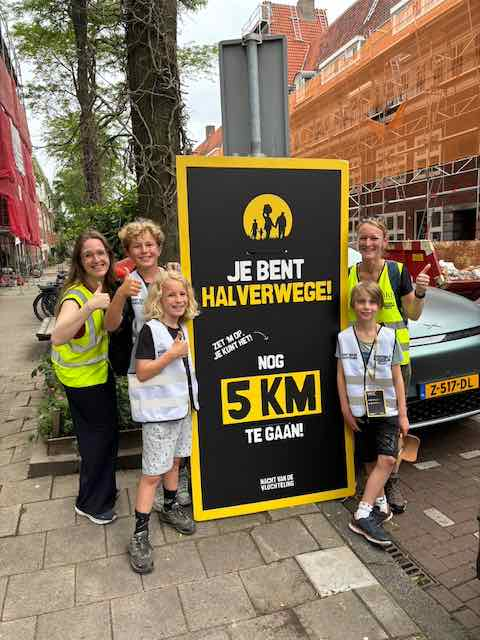 JE BENT
HALVERWEGE!
ZET 'M OP
JE KUNT HET!
NOG
5 KM
TE GAAN!
NACHT VAN DE
VLUCHTELING
Z-517-DL